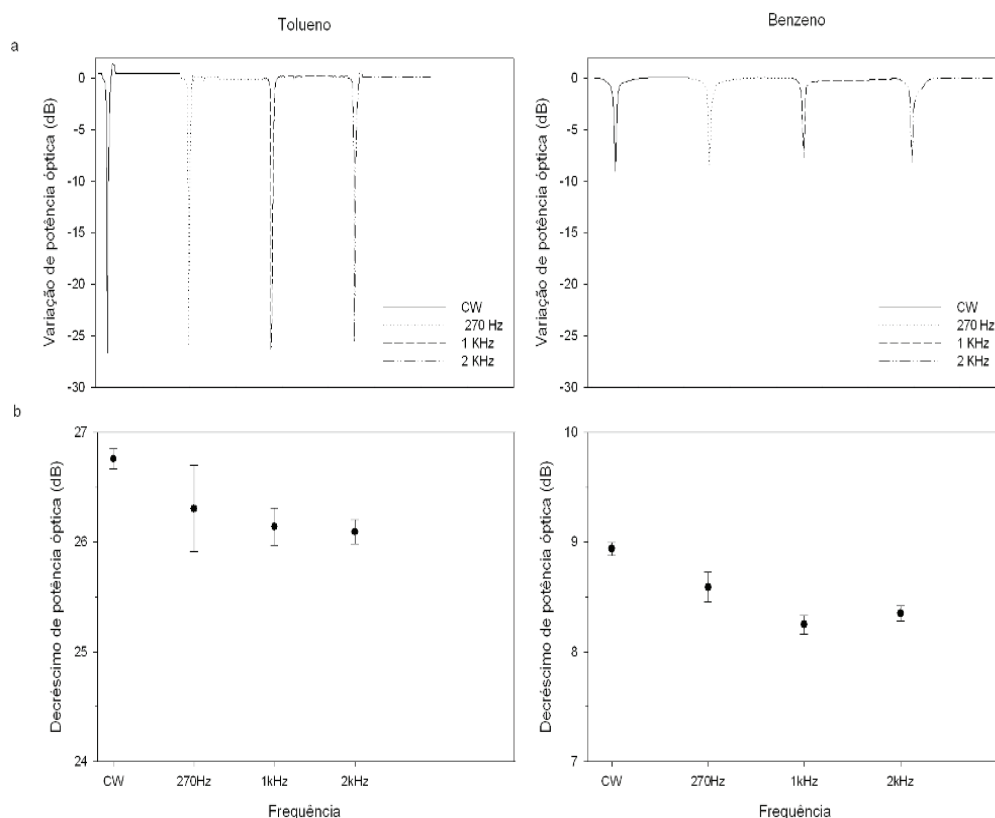 Tolueno
Benzeno
a
Variação de potência óptica (dB)
0
-5
-10
-15
-20
-25
-30
CW
270 Hz
1 KHz
2 KHz
Variação de potência óptica (dB)
0
-5
-10
-15
-20
-25
-30
CW
270 Hz
1 KHz
2 KHz
b
Decréscimo de potência óptica (dB)
27
26
25
24
CW
270Hz
1kHz
2kHz
Frequência
Decréscimo de potência óptica (dB)
10
9
8
7
CW
270Hz
1kHz
2kHz
Frequência